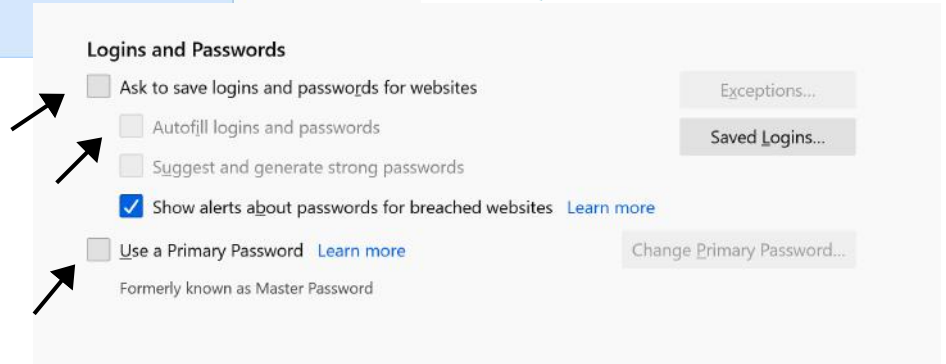 Logins and Passwords
Ask to save logins and passwords for websites
Exceptions...
Autofill logins and passwords
Saved Logins...
Suggest and generate strong passwords
Show alerts about passwords for breached websites Learn more
Use a Primary Password Learn more
Change Primary Password...
Formerly known as Master Password